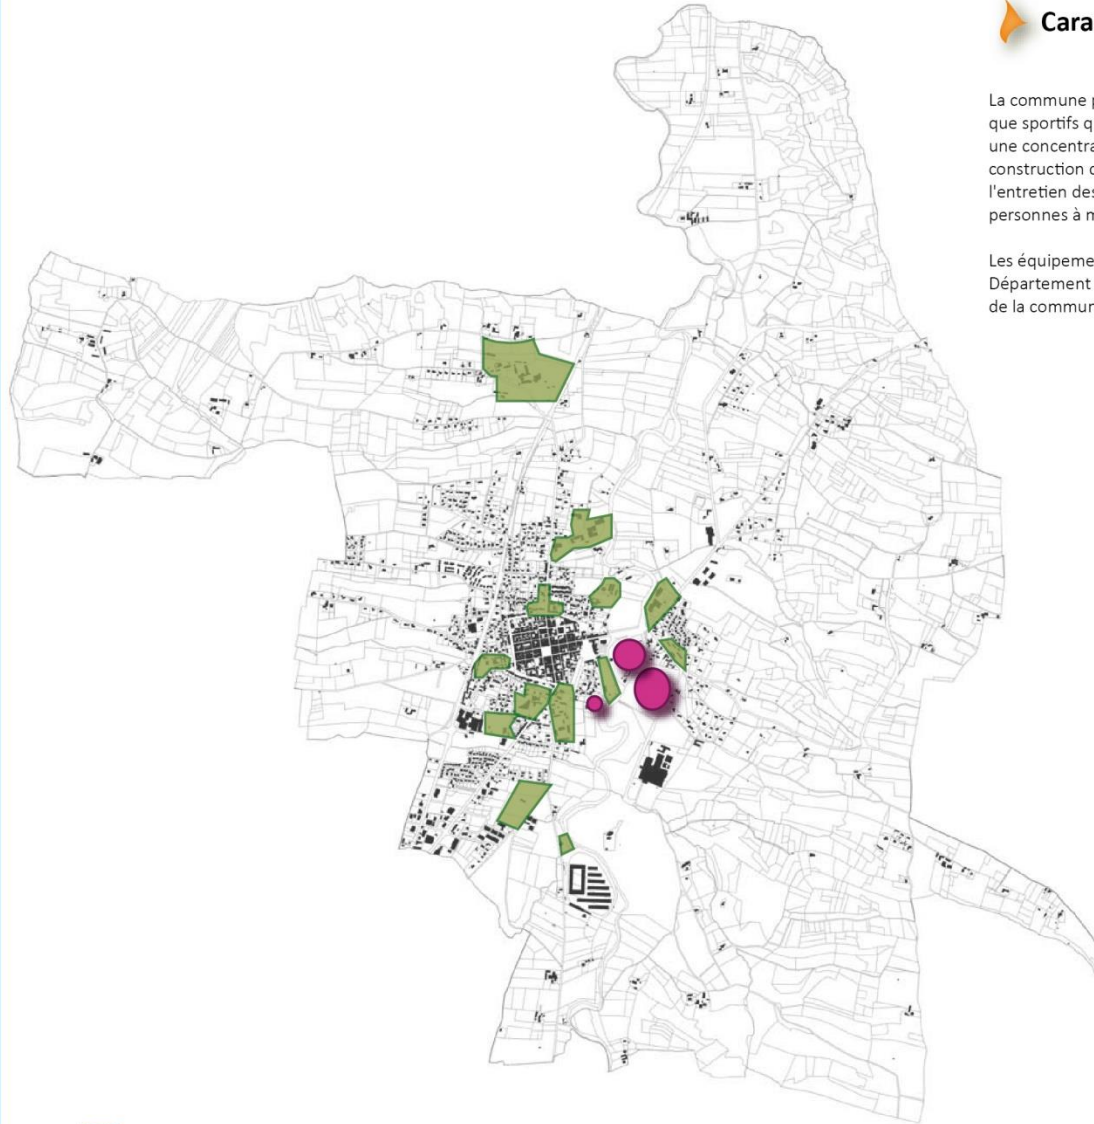 Cara
La commune p
que sportifs q
une concentra
construction d
l'entretien des
personnes à m
Les équipeme
Département
de la commun